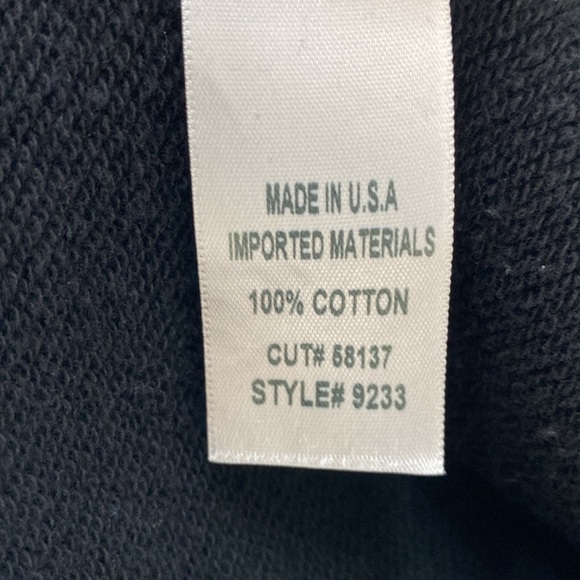 MADE IN U.S.A
IMPORTED MATERIALS
100% COTTON
CUT# 58137
STYLE# 9233